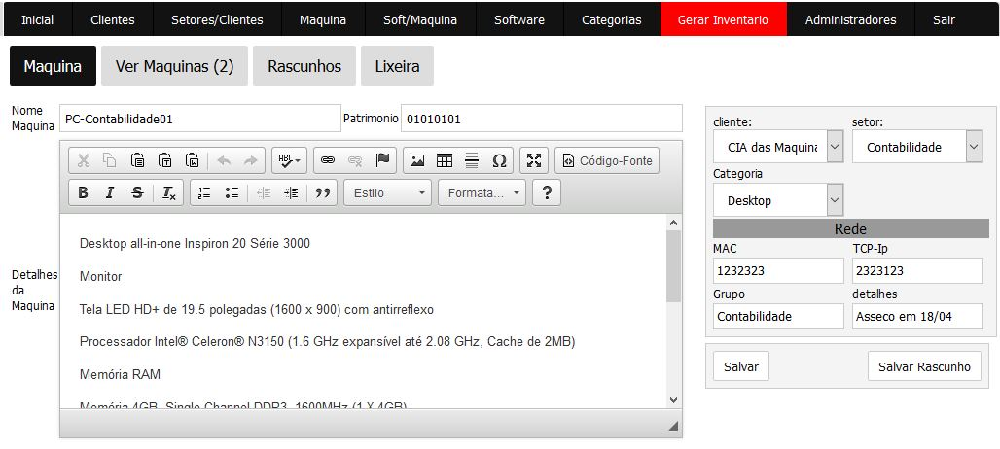 Inicial Clientes Setores/Clientes Maquina Soft/Maquina Software Categorias Gerar Inventario Administradores Sair
Maquina Ver Maquinas (2) Rascunhos Lixeira
Nome Maquina PC-Contabilidade01 Patrimonio 01010101
ABC Ω Código-Fonte
B I S Ix Estilo Formata... ?
Detalhes da Maquina
Desktop all-in-one Inspiron 20 Série 3000
Monitor
Tela LED HD+ de 19.5 polegadas (1600 x 900) com antirreflexo
Processador Intel® Celeron® N3150 (1.6 GHz expansível até 2.08 GHz, Cache de 2MB)
Memória RAM
Memória 4GB, Single Channel DDR3, 1600MHz (1 X 4GB)
cliente: setor:
CIA das Maquina Contabilidade
Categoria
Desktop
Rede
MAC TCP-Ip
1232323 2323123
Grupo detalhes
Contabilidade Asseco em 18/04
Salvar Salvar Rascunho